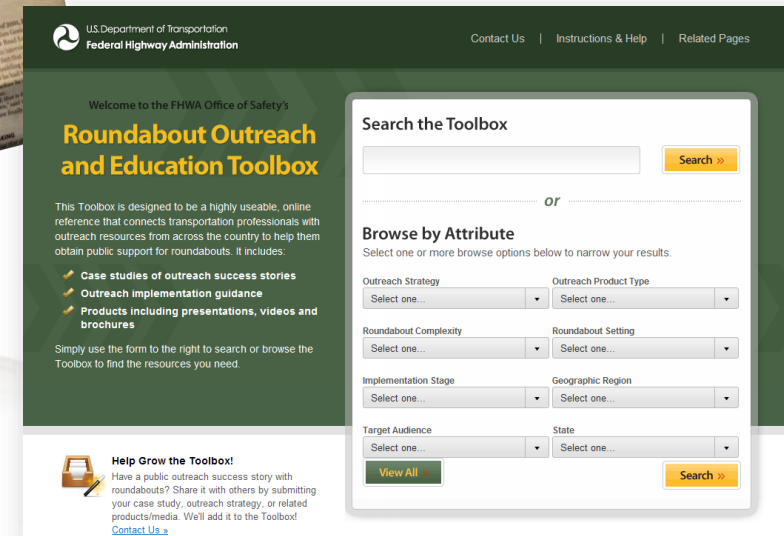 U.S. Department of Transportation
Federal Highway Administration
Contact Us | Instructions & Help | Related Pages
Welcome to the FHWA Office of Safety's
Roundabout Outreach
and Education Toolbox
This Toolbox is designed to be a highly useable, online
reference that connects transportation professionals with
outreach resources from across the country to help them
obtain public support for roundabouts. It includes:
Case studies of outreach success stories
Outreach implementation guidance
Products including presentations, videos and
brochures
Simply use the form to the right to search or browse the
Toolbox to find the resources you need.
Search the Toolbox
Search »
or
Browse by Attribute
Select one or more browse options below to narrow your results.
Outreach Strategy Outreach Product Type
Select one... Select one...
Roundabout Complexity Roundabout Setting
Select one... Select one...
Implementation Stage Geographic Region
Select one... Select one...
Target Audience State
Select one... Select one...
View All » Search »
Help Grow the Toolbox!
Have a public outreach success story with
roundabouts? Share it with others by submitting
your case study, outreach strategy, or related
products/media. We'll add it to the Toolbox!
Contact Us »